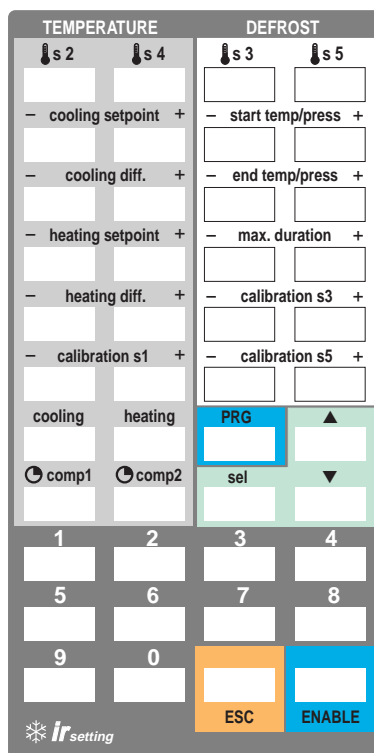 TEMPERATURE DEFROST
s 2 s 4 s 3 s 5
– cooling setpoint + – start temp/press +
– cooling diff. + – end temp/press +
– heating setpoint + – max. duration +
– heating diff. + – calibration s3 +
– calibration s1 + – calibration s5 +
cooling heating PRG ▲
comp1 comp2 sel ▼
1 2 3 4
5 6 7 8
9 0
ESC ENABLE
ir setting